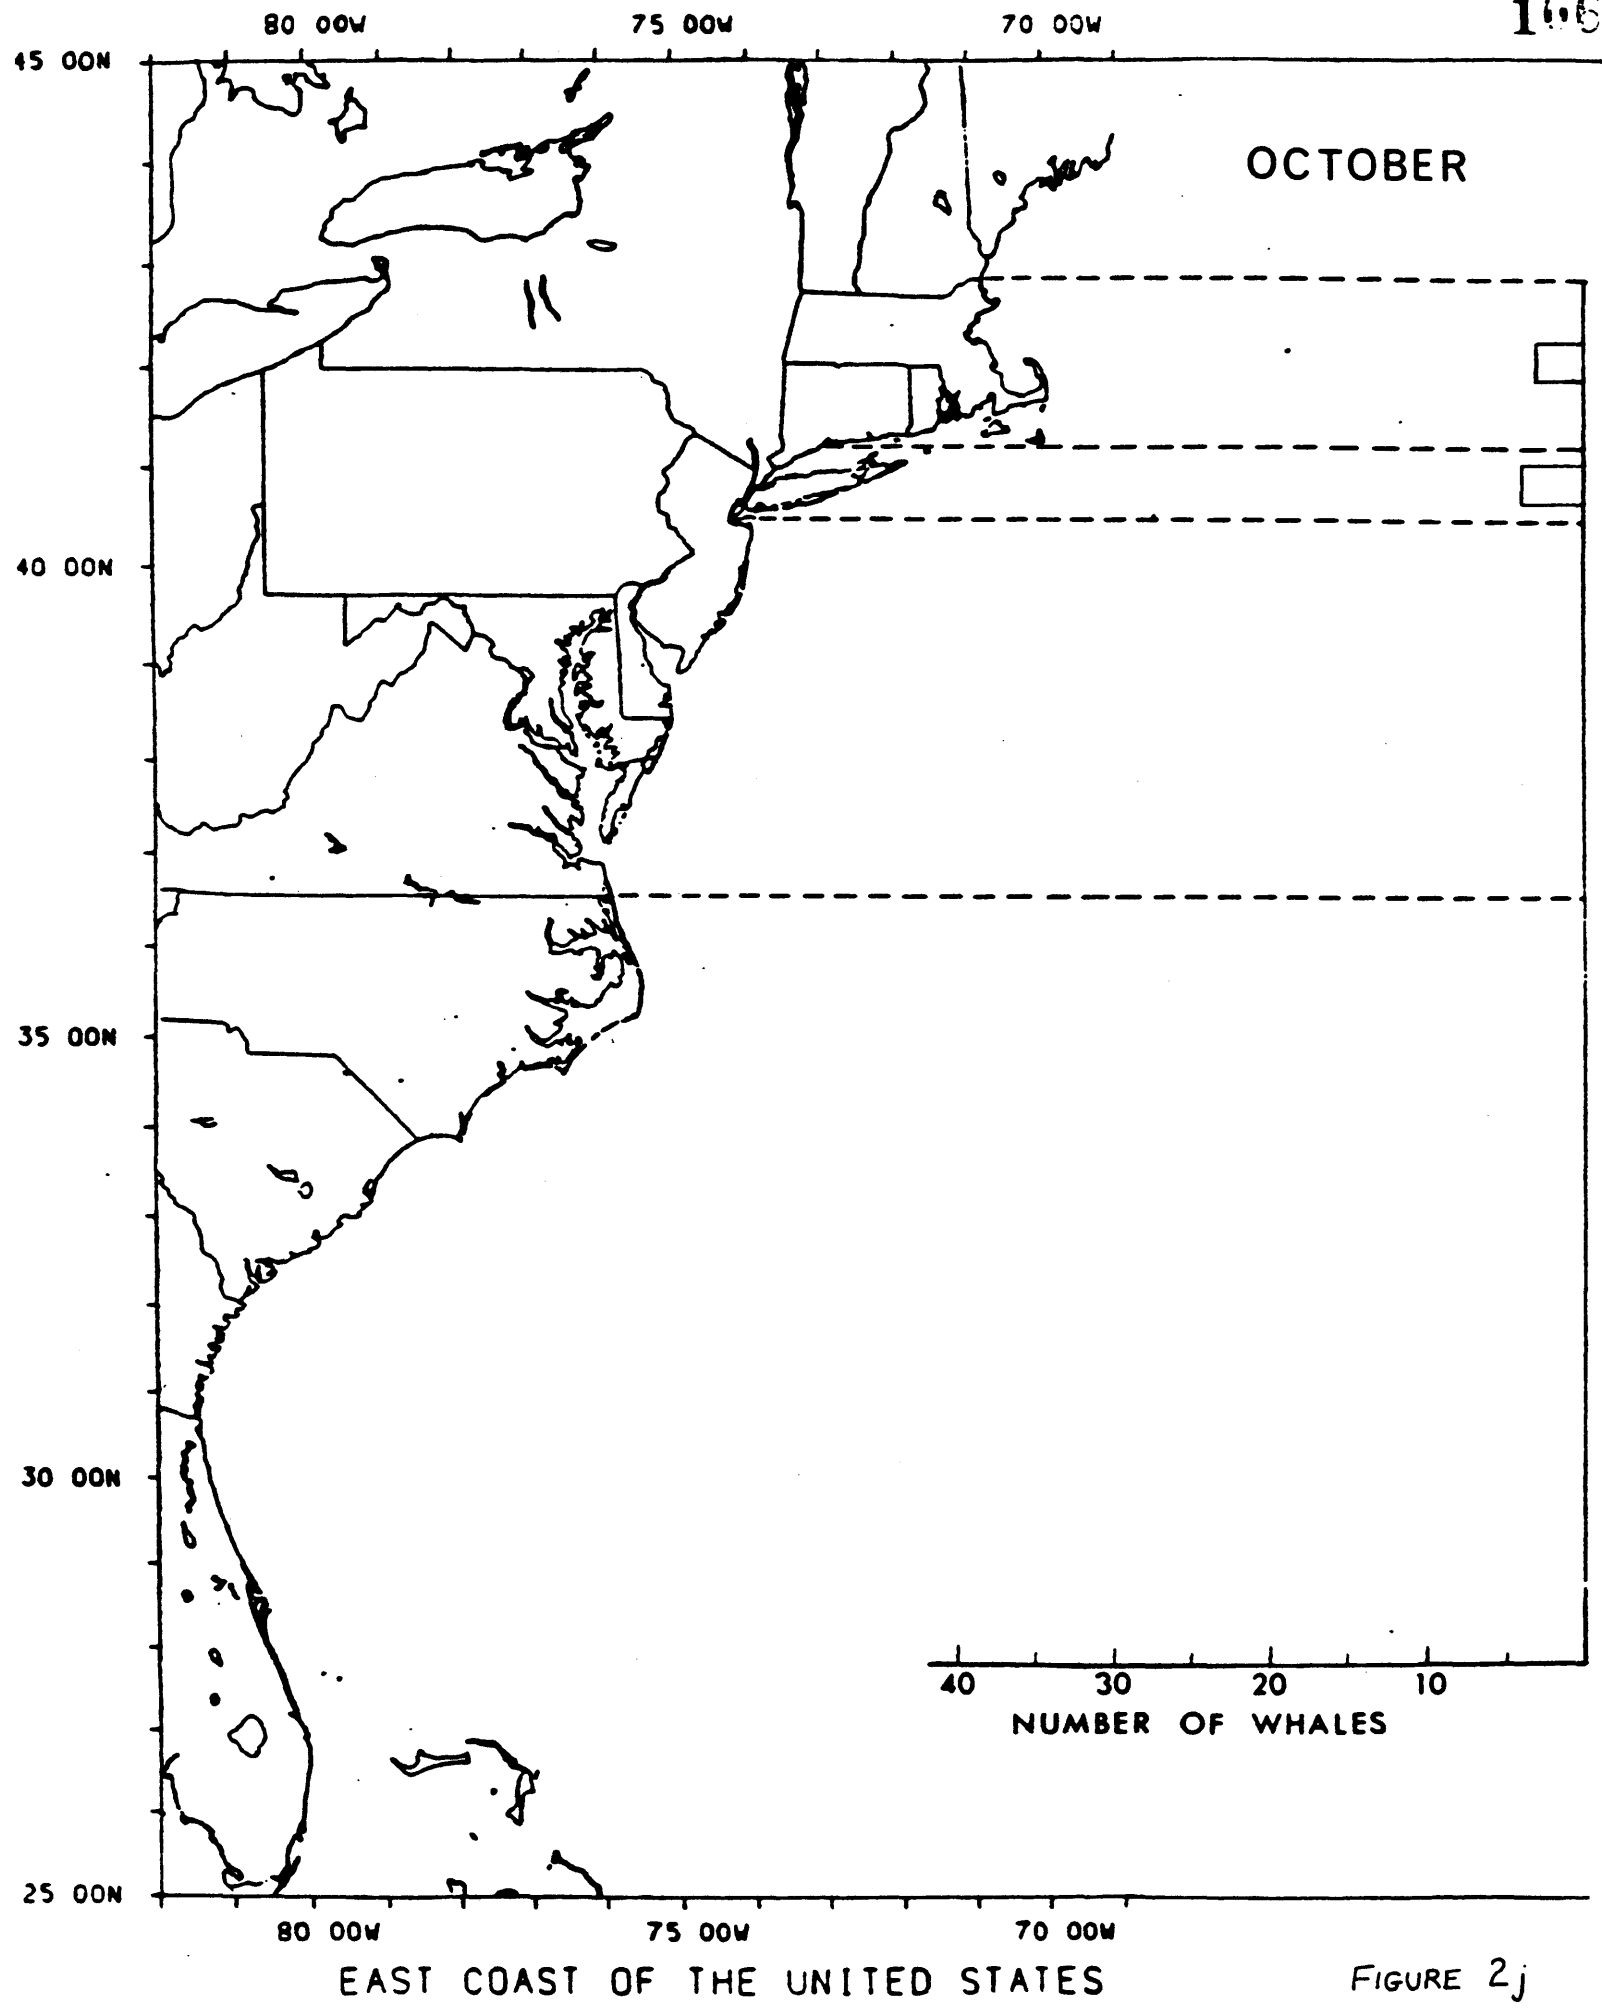 80 00W 75 00W 70 00W
45 00N
OCTOBER
40 00N
35 00N
30 00N
40 30 20 10
NUMBER OF WHALES
25 00N
80 00W 75 00W 70 00W
EAST COAST OF THE UNITED STATES
FIGURE 2j